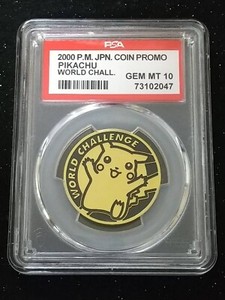 PSA
2000 P.M. JPN. COIN PROMO
PIKACHU
WORLD CHALL.
GEM MT 10
73102047
WORLD CHALLENGE